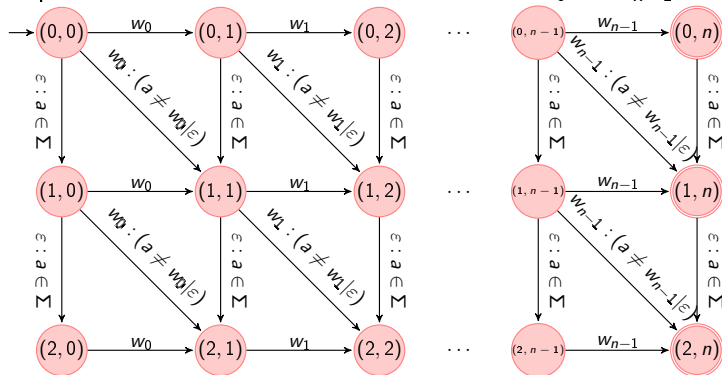 (0, 0) w₀ (0, 1) w₁ (0, 2) ⋯ (0, n − 1) wₙ₋₁ (0, n)
ε : a ∈ Σ w₀ : (a ≠ w₀|ε) ε : a ∈ Σ w₁ : (a ≠ w₁|ε) ε : a ∈ Σ ε : a ∈ Σ wₙ₋₁ : (a ≠ wₙ₋₁|ε) ε : a ∈ Σ
(1, 0) w₀ (1, 1) w₁ (1, 2) ⋯ (1, n − 1) wₙ₋₁ (1, n)
ε : a ∈ Σ w₀ : (a ≠ w₀|ε) ε : a ∈ Σ w₁ : (a ≠ w₁|ε) ε : a ∈ Σ ε : a ∈ Σ wₙ₋₁ : (a ≠ wₙ₋₁|ε) ε : a ∈ Σ
(2, 0) w₀ (2, 1) w₁ (2, 2) ⋯ (2, n − 1) wₙ₋₁ (2, n)